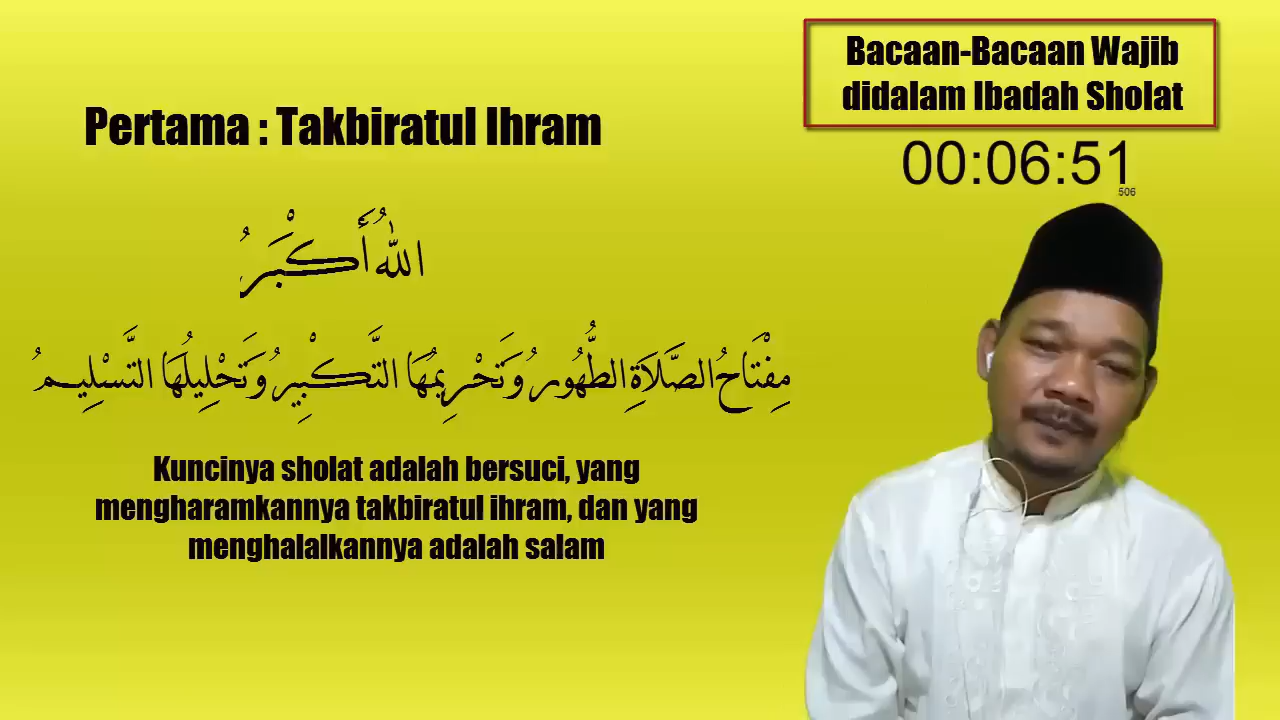 Bacaan-Bacaan Wajib
didalam Ibadah Sholat
00:06:51
506
Pertama : Takbiratul Ihram
اللهُ أَكْبَرُ
مِفْتَاحُ الصَّلَاةِ الطُّهُورُ وَتَحْرِيمُهَا التَّكْبِيرُ وَتَحْلِيلُهَا التَّسْلِيمُ
Kuncinya sholat adalah bersuci, yang
mengharamkannya takbiratul ihram, dan yang
menghalalkannya adalah salam